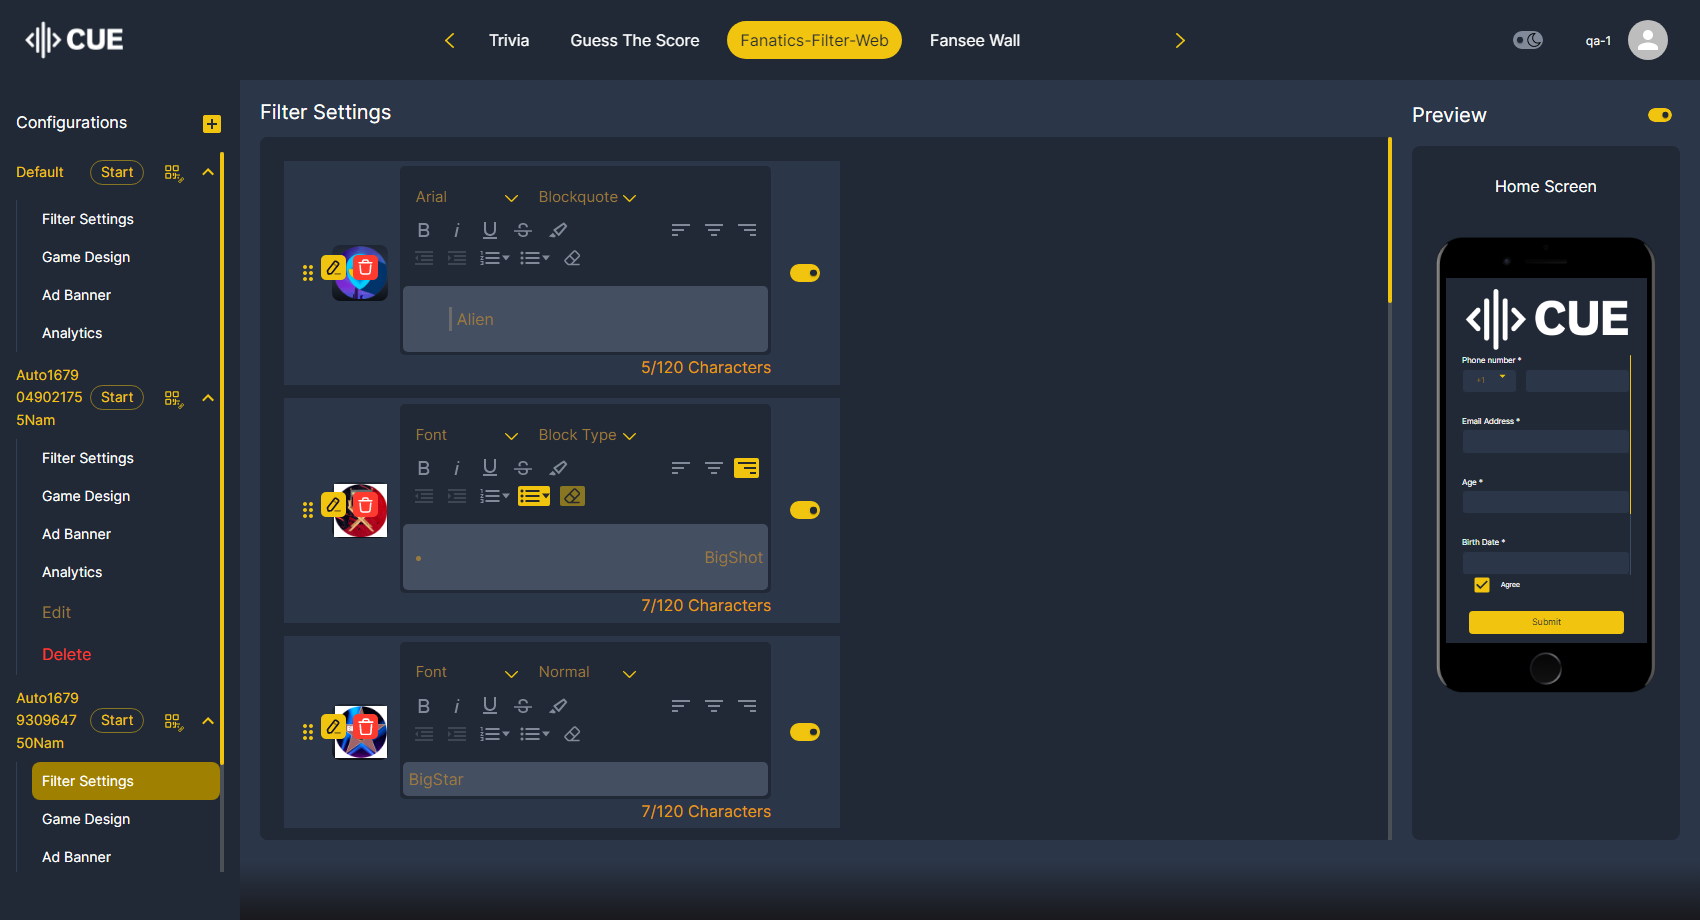 CUE
Trivia
Guess The Score
Fanatics-Filter-Web
Fansee Wall
qa-1
Configurations
Default
Start
Filter Settings
Game Design
Ad Banner
Analytics
Auto1679
04902175
5Nam
Start
Filter Settings
Game Design
Ad Banner
Analytics
Edit
Delete
Auto1679
9309647
50Nam
Start
Filter Settings
Game Design
Ad Banner
Filter Settings
Arial
Blockquote
B i U S
Alien
5/120 Characters
Font
Block Type
B i U S
• BigShot
7/120 Characters
Font
Normal
B i U S
BigStar
7/120 Characters
Preview
Home Screen
CUE
Phone number *
+1
Email Address *
Age *
Birth Date *
Agree
Submit